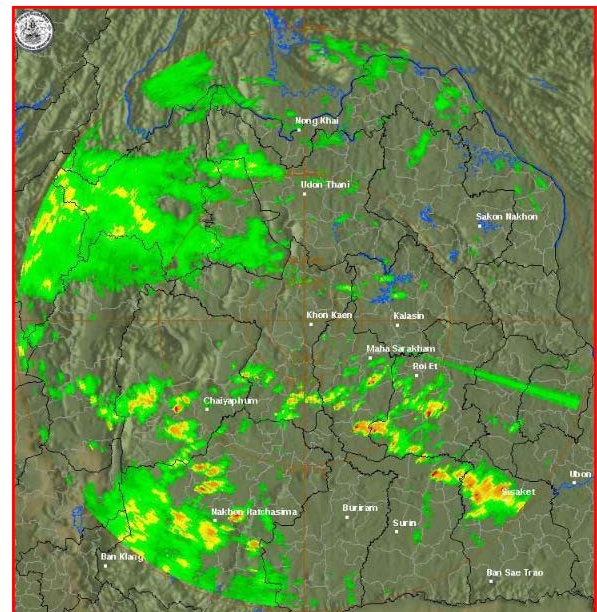 Nong Khai
Udon Thani
Sakon Nakhon
Khon Kaen
Kalasin
Maha Sarakham
Roi Et
Chaiyaphum
Sisaket
Ubon
Nakhon Ratchasima
Buriram
Surin
Ban Klang
Ban Sae Trao